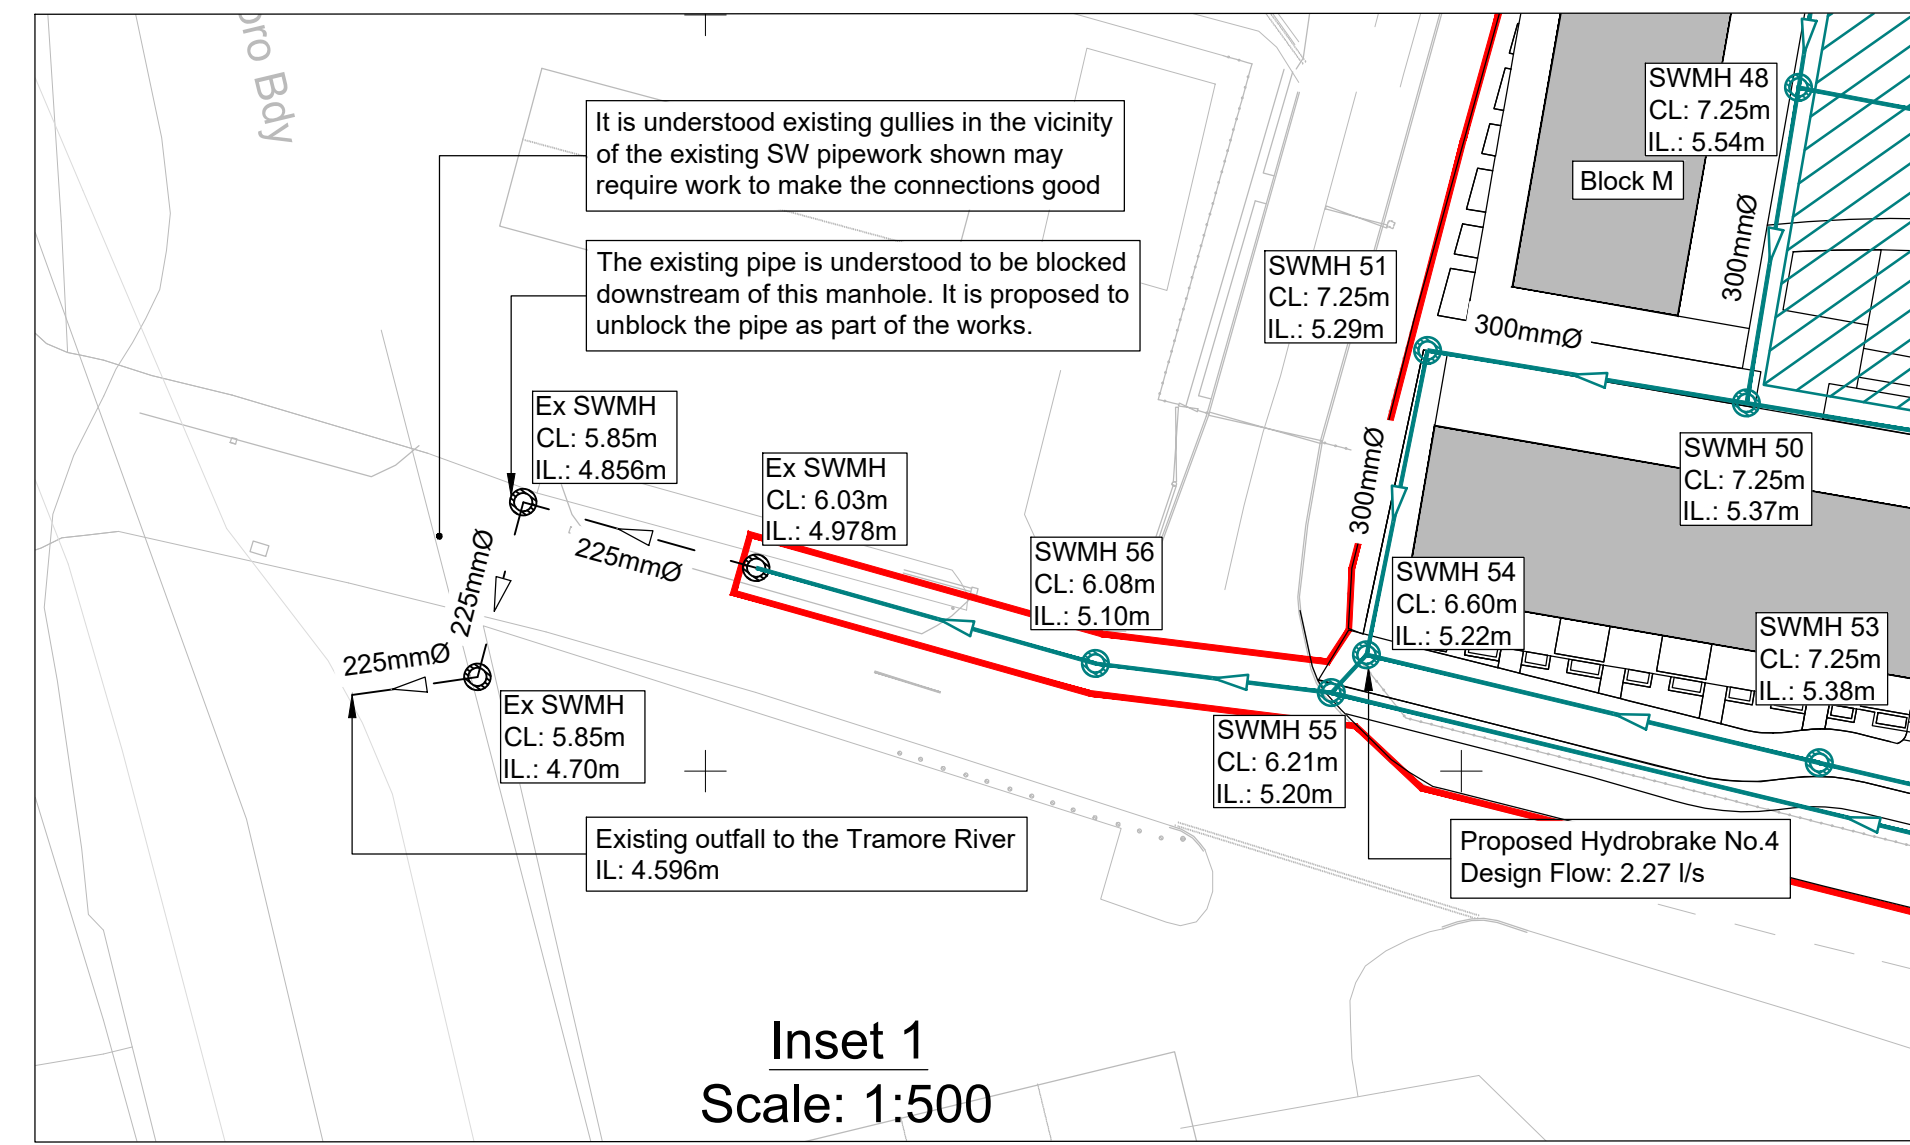 oro Bdy
It is understood existing gullies in the vicinity
of the existing SW pipework shown may
require work to make the connections good
The existing pipe is understood to be blocked
downstream of this manhole. It is proposed to
unblock the pipe as part of the works.
SWMH 48
CL: 7.25m
IL.: 5.54m
Block M
300mmØ
SWMH 51
CL: 7.25m
IL.: 5.29m
300mmØ
Ex SWMH
CL: 5.85m
IL.: 4.856m
Ex SWMH
CL: 6.03m
IL.: 4.978m
300mmØ
SWMH 50
CL: 7.25m
IL.: 5.37m
225mmØ
225mmØ
225mmØ
SWMH 56
CL: 6.08m
IL.: 5.10m
SWMH 54
CL: 6.60m
IL.: 5.22m
SWMH 53
CL: 7.25m
IL.: 5.38m
Ex SWMH
CL: 5.85m
IL.: 4.70m
SWMH 55
CL: 6.21m
IL.: 5.20m
Existing outfall to the Tramore River
IL: 4.596m
Proposed Hydrobrake No.4
Design Flow: 2.27 l/s
Inset 1
Scale: 1:500